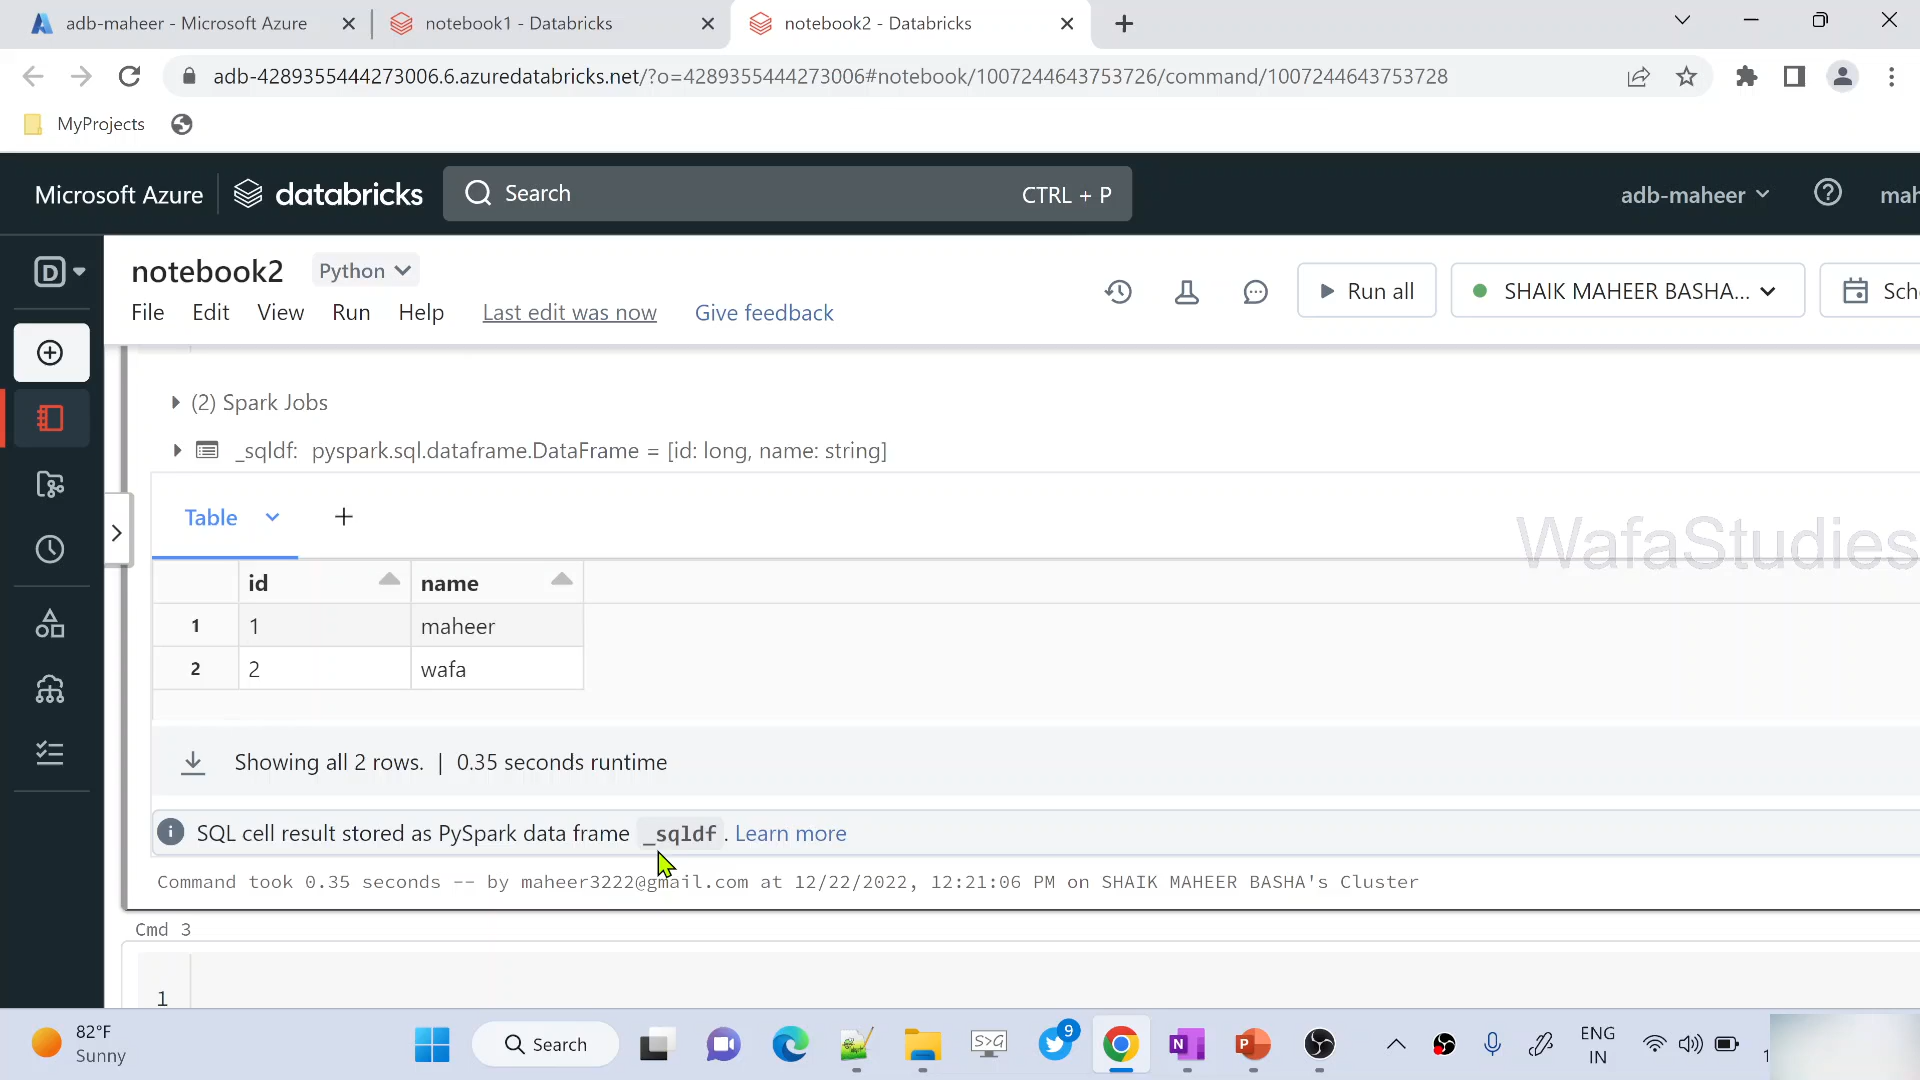 adb-maheer - Microsoft Azure
notebook1 - Databricks
notebook2 - Databricks
adb-4289355444273006.6.azuredatabricks.net/?o=4289355444273006#notebook/1007244643753726/command/1007244643753728
MyProjects
Microsoft Azure databricks Search CTRL + P adb-maheer mah
notebook2 Python
File Edit View Run Help Last edit was now Give feedback
Run all SHAIK MAHEER BASHA... Sch
(2) Spark Jobs
_sqldf: pyspark.sql.dataframe.DataFrame = [id: long, name: string]
Table +
WafaStudies
id name
1 1 maheer
2 2 wafa
Showing all 2 rows. | 0.35 seconds runtime
SQL cell result stored as PySpark data frame _sqldf . Learn more
Command took 0.35 seconds -- by maheer3222@gmail.com at 12/22/2022, 12:21:06 PM on SHAIK MAHEER BASHA's Cluster
Cmd 3
1
82°F
Sunny
Search
S>G
9
ENG
IN
1